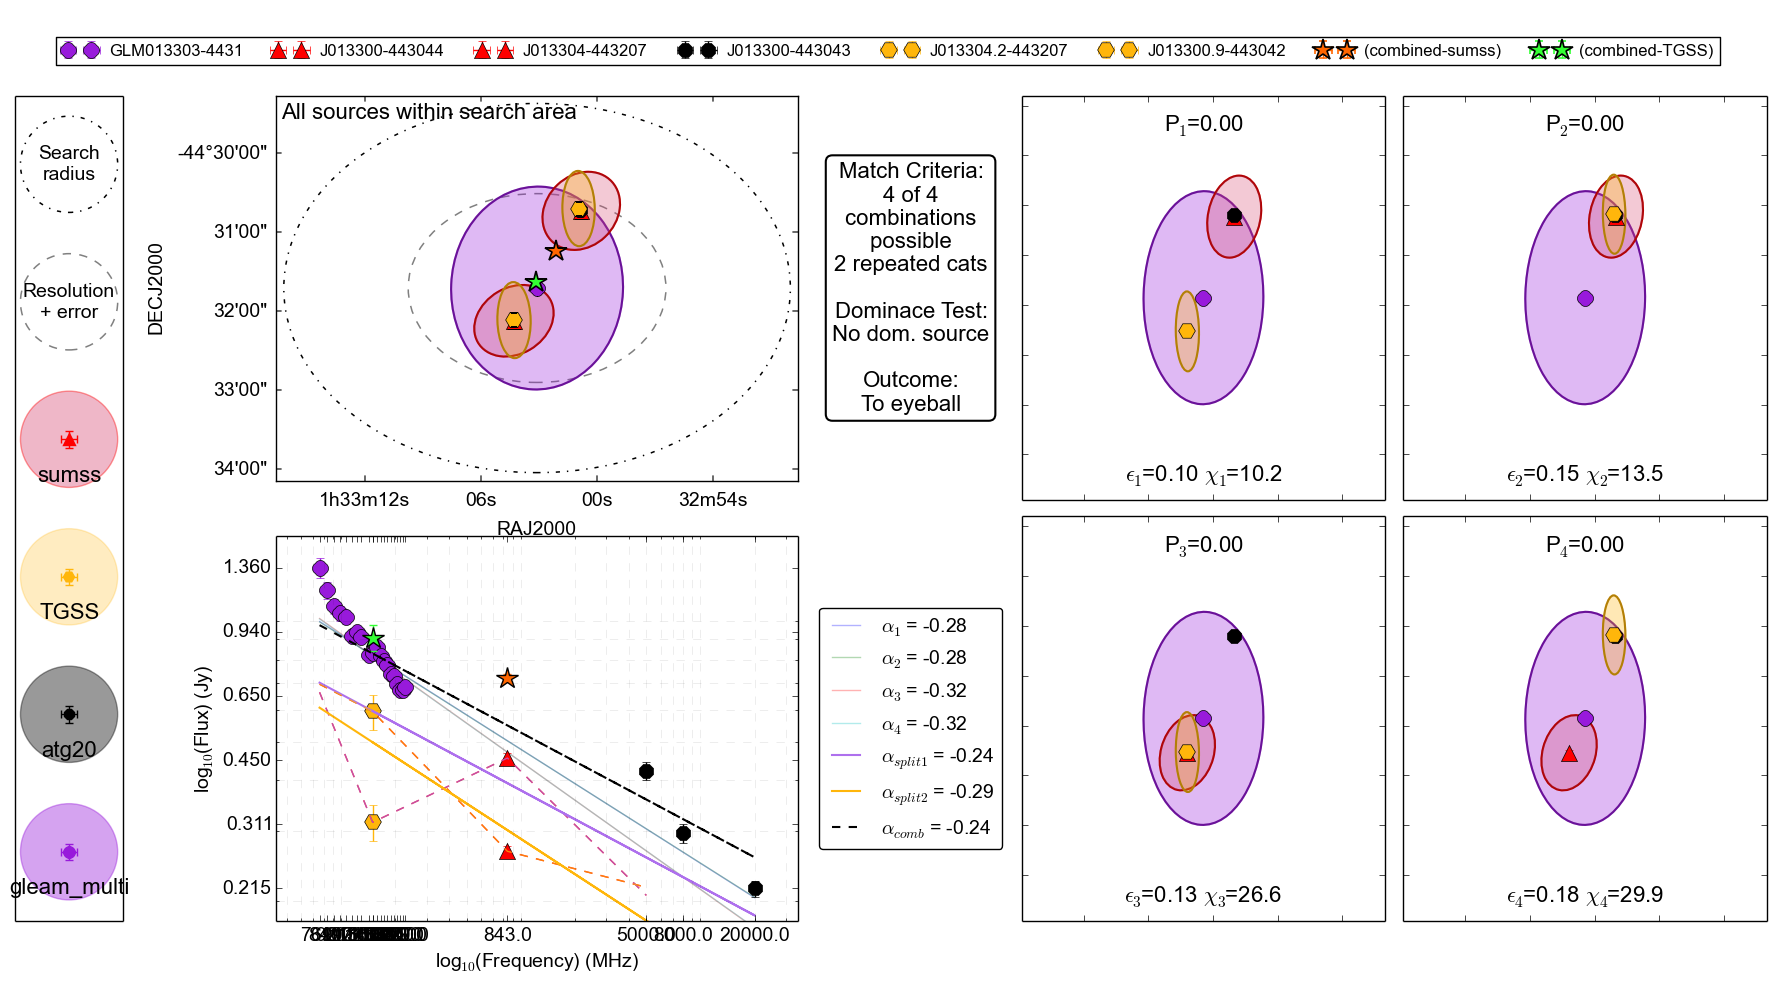 GLM013303-4431 J013300-443044 J013304-443207 J013300-443043 J013304.2-443207 J013300.9-443042 (combined-sumss) (combined-TGSS)
Search
radius
Resolution
+ error
sumss
TGSS
atg20
gleam_multi
All sources within search area
DECJ2000
-44°30'00"
31'00"
32'00"
33'00"
34'00"
1h33m12s 06s 00s 32m54s
RAJ2000
Match Criteria:
4 of 4
combinations
possible
2 repeated cats
Dominace Test:
No dom. source
Outcome:
To eyeball
P1=0.00
ϵ1=0.10 χ1=10.2
P2=0.00
ϵ2=0.15 χ2=13.5
P3=0.00
ϵ3=0.13 χ3=26.6
P4=0.00
ϵ4=0.18 χ4=29.9
log10(Flux) (Jy)
1.360
0.940
0.650
0.450
0.311
0.215
843.0 5000.0 8000.0 20000.0
log10(Frequency) (MHz)
α1 = -0.28
α2 = -0.28
α3 = -0.32
α4 = -0.32
αsplit1 = -0.24
αsplit2 = -0.29
αcomb = -0.24